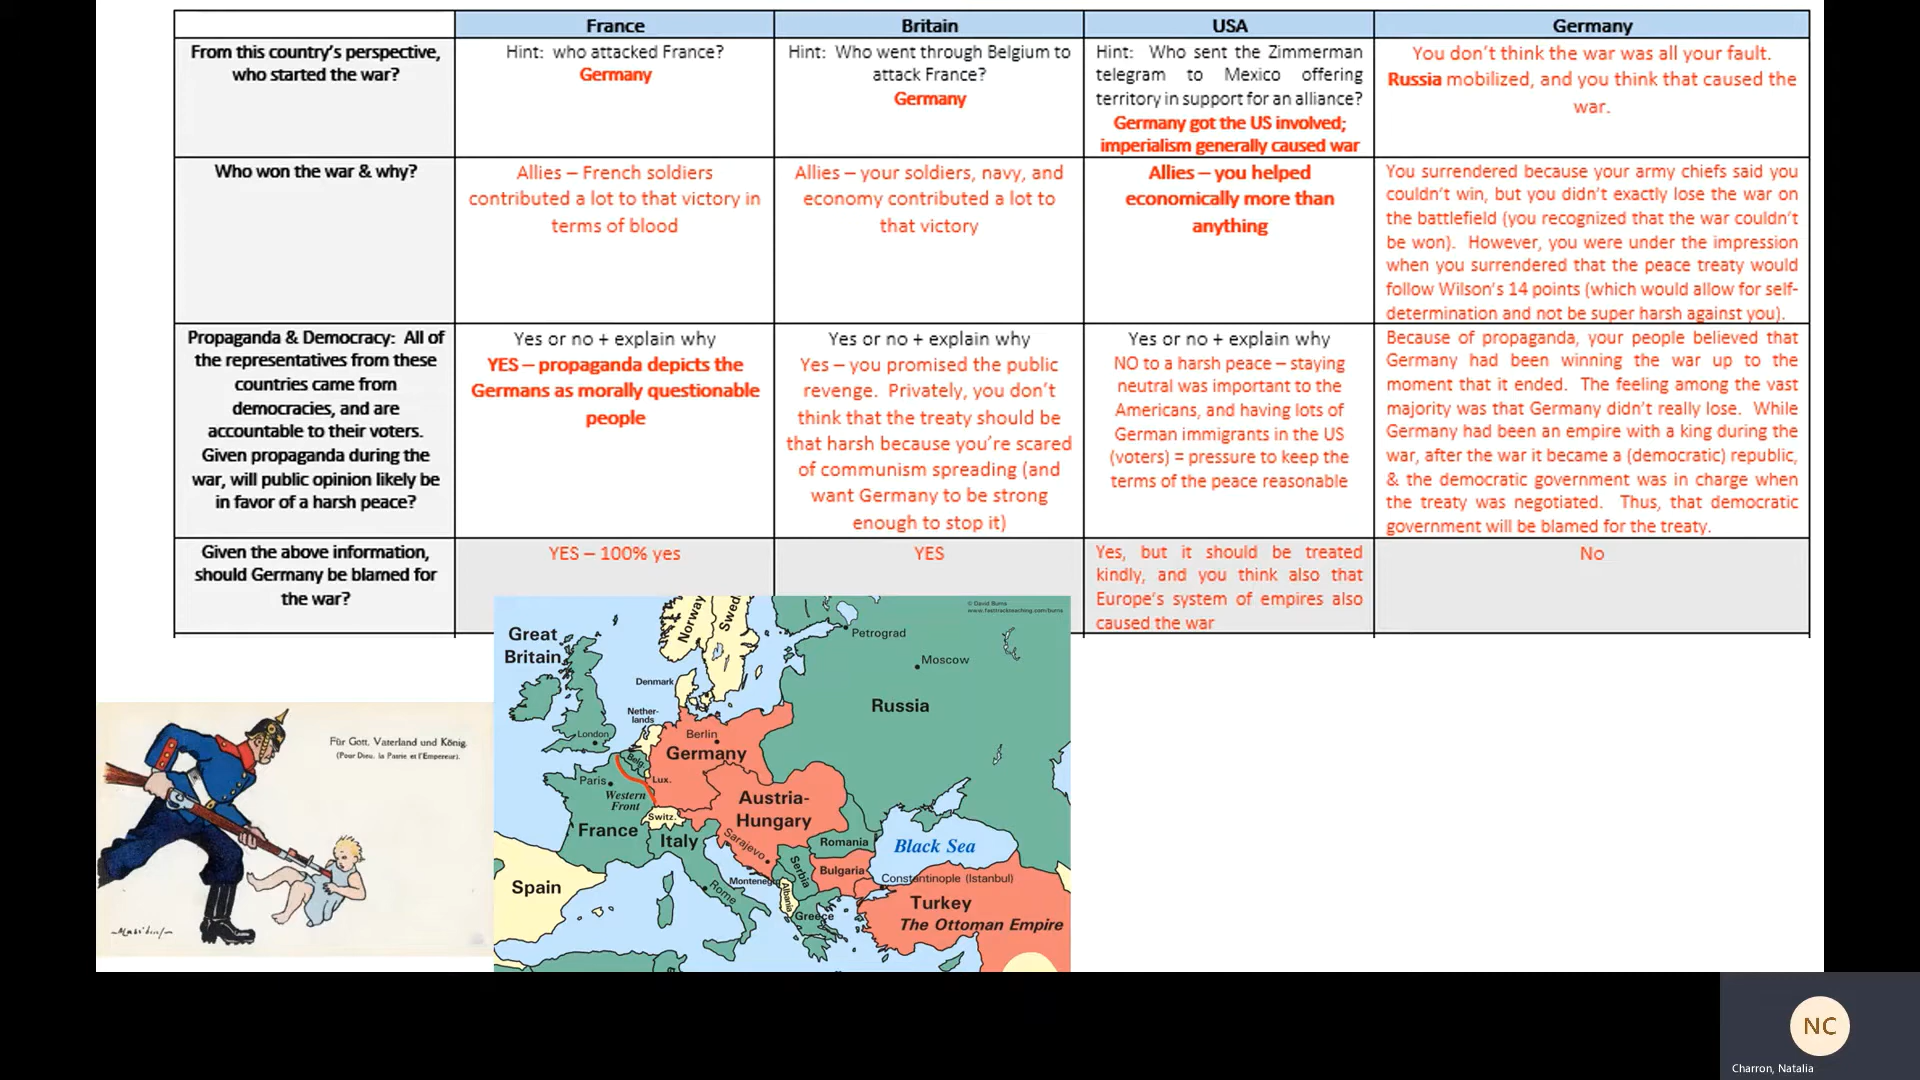 France
Britain
USA
Germany
From this country's perspective,
who started the war?
Hint: who attacked France?
Germany
Hint: Who went through Belgium to
attack France?
Germany
Hint: Who sent the Zimmerman
telegram to Mexico offering
territory in support for an alliance?
Germany got the US involved;
imperialism generally caused war
You don't think the war was all your fault.
Russia mobilized, and you think that caused the
war.
Who won the war & why?
Allies – French soldiers
contributed a lot to that victory in
terms of blood
Allies – your soldiers, navy, and
economy contributed a lot to
that victory
Allies – you helped
economically more than
anything
You surrendered because your army chiefs said you
couldn't win, but you didn't exactly lose the war on
the battlefield (you recognized that the war couldn't
be won). However, you were under the impression
when you surrendered that the peace treaty would
follow Wilson's 14 points (which would allow for self-
determination and not be super harsh against you).
Propaganda & Democracy: All of
the representatives from these
countries came from
democracies, and are
accountable to their voters.
Given propaganda during the
war, will public opinion likely be
in favor of a harsh peace?
Yes or no + explain why
YES – propaganda depicts the
Germans as morally questionable
people
Yes or no + explain why
Yes – you promised the public
revenge. Privately, you don't
think that the treaty should be
that harsh because you're scared
of communism spreading (and
want Germany to be strong
enough to stop it)
Yes or no + explain why
NO to a harsh peace – staying
neutral was important to the
Americans, and having lots of
German immigrants in the US
(voters) = pressure to keep the
terms of the peace reasonable
Because of propaganda, your people believed that
Germany had been winning the war up to the
moment that it ended. The feeling among the vast
majority was that Germany didn't really lose. While
Germany had been an empire with a king during the
war, after the war it became a (democratic) republic,
& the democratic government was in charge when
the treaty was negotiated. Thus, that democratic
government will be blamed for the treaty.
Given the above information,
should Germany be blamed for
the war?
YES – 100% yes
YES
Yes, but it should be treated
kindly, and you think also that
Europe's system of empires also
caused the war
No
Für Gott, Vaterland und König.
(Pour Dieu, la Patrie et l'Empereur).
© David Burns
www.fasttrackteaching.com/burns
Norway
Swed
Great
Britain
Petrograd
Moscow
Denmark
Russia
Nether-
lands
London
Berlin
Germany
Belg.
Paris
Lux.
Western
Front
Austria-
Hungary
Switz.
France
Italy
Sarajevo
Romania
Black Sea
Serbia
Bulgaria
Montenegro
Constantinople (Istanbul)
Spain
Rome
Albania
Greece
Turkey
The Ottoman Empire
NC
Charron, Natalia